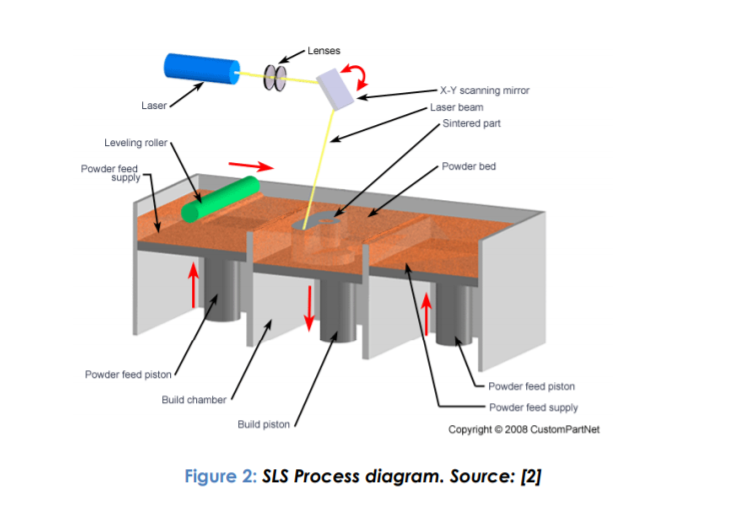 Lenses
X-Y scanning mirror
Laser
Laser beam
Sintered part
Leveling roller
Powder feed
supply
Powder bed
Powder feed piston
Build chamber
Build piston
Powder feed piston
Powder feed supply
Copyright © 2008 CustomPartNet
Figure 2: SLS Process diagram. Source: [2]